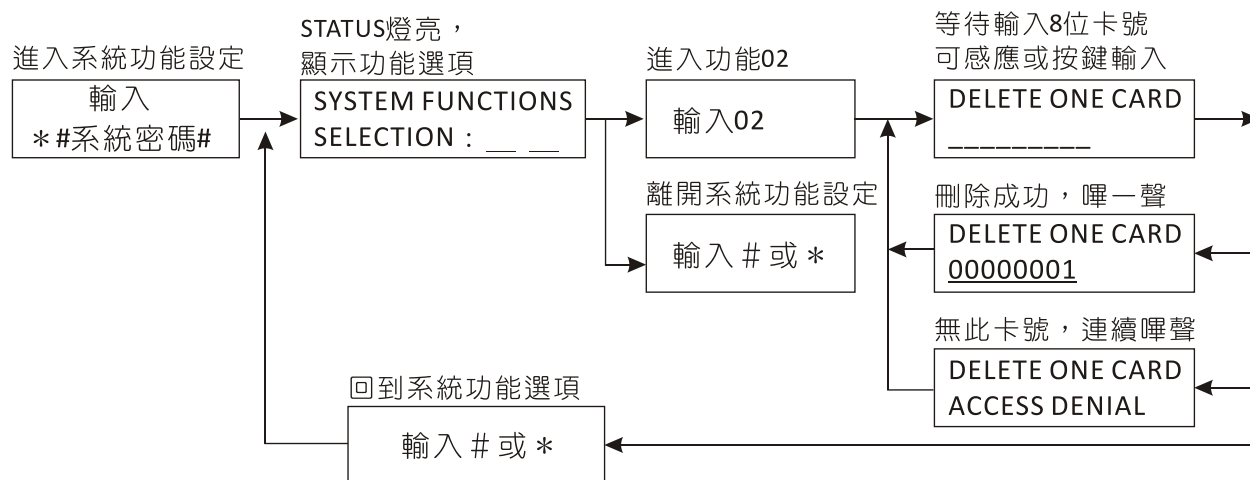 進入系統功能設定
輸入
*#系統密碼#
STATUS燈亮，
顯示功能選項
SYSTEM FUNCTIONS
SELECTION : __ __
進入功能02
輸入02
離開系統功能設定
輸入 # 或 *
等待輸入8位卡號
可感應或按鍵輸入
DELETE ONE CARD
_________
刪除成功，嗶一聲
DELETE ONE CARD
00000001
無此卡號，連續嗶聲
DELETE ONE CARD
ACCESS DENIAL
回到系統功能選項
輸入 # 或 *